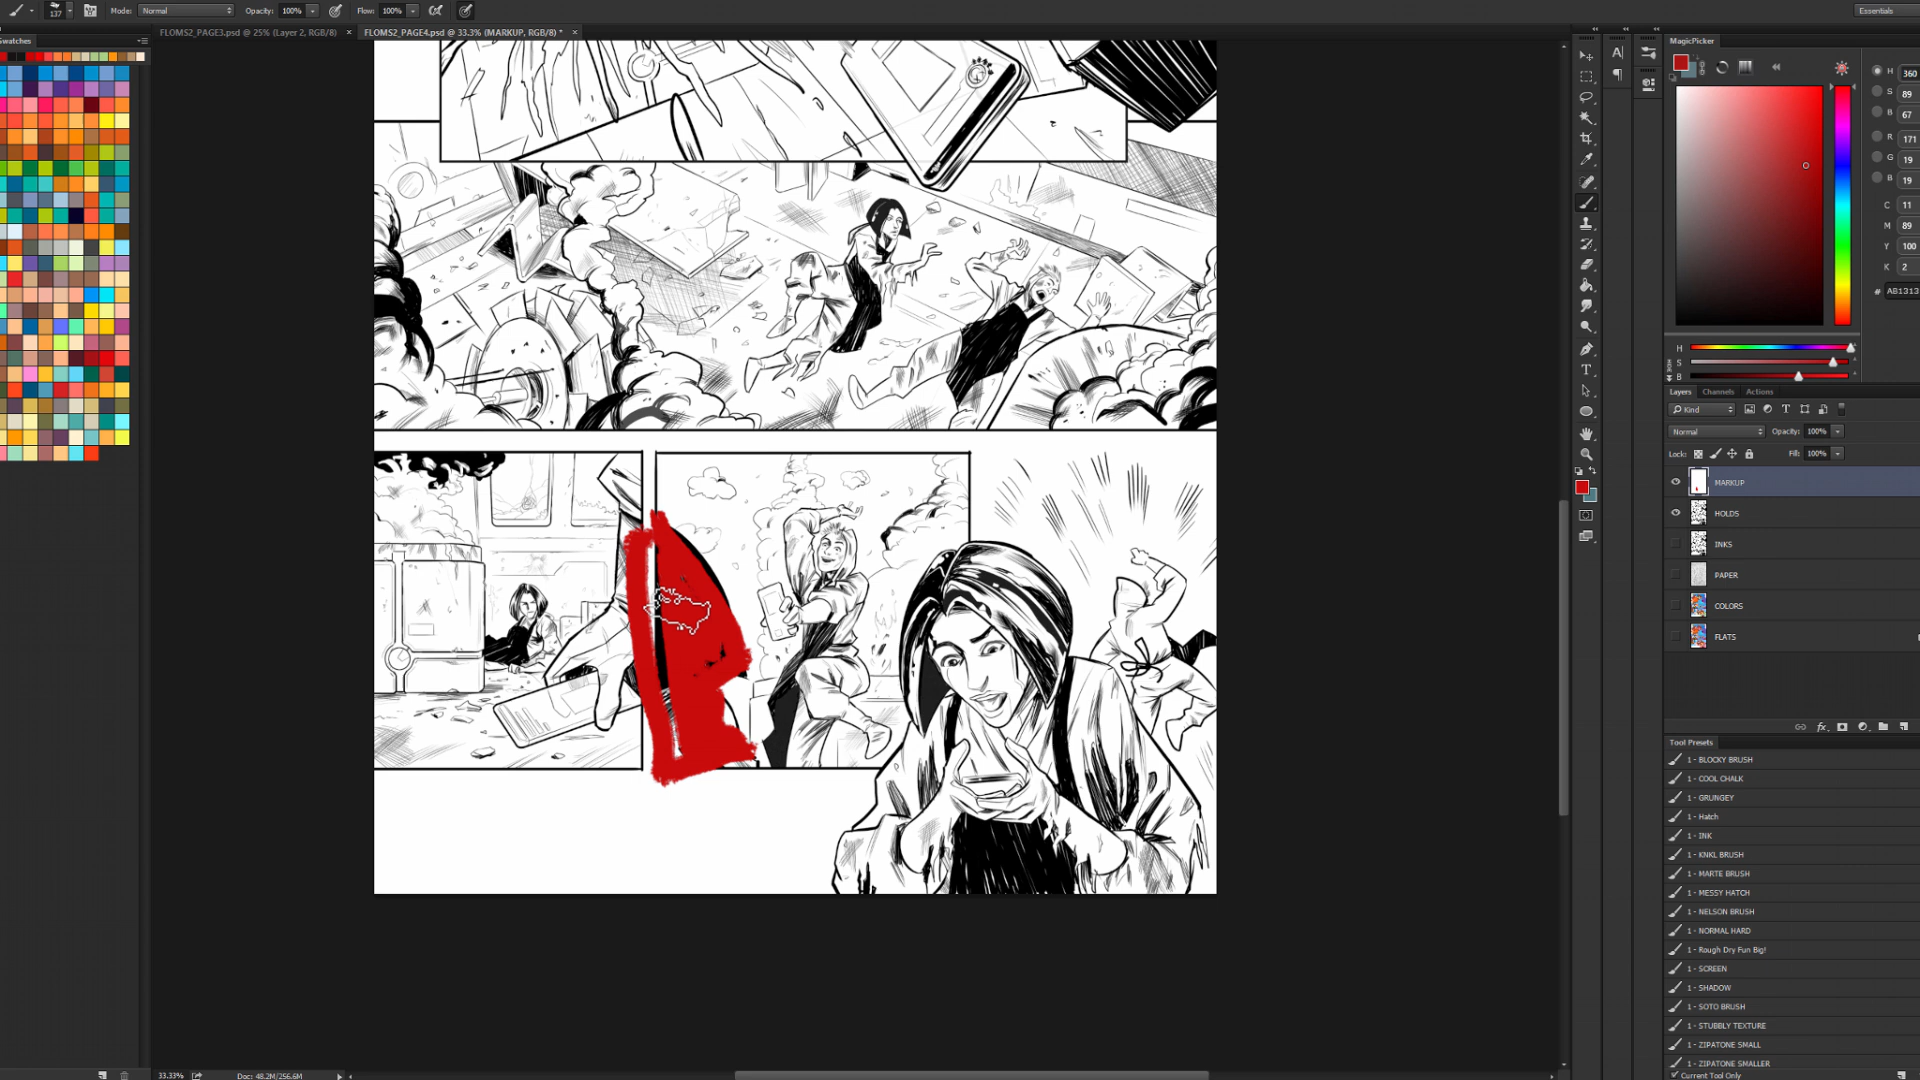 137
Mode:
Normal
Opacity:
100%
Flow:
100%
Essentials
FLOMS2_PAGE3.psd @ 25% (Layer 2, RGB/8)
×
FLOMS2_PAGE4.psd @ 33.3% (MARKUP, RGB/8) *
×
Swatches
MagicPicker
H 360
S 89
B 67
R 171
G 19
B 19
C 11
M 89
Y 100
K 2
# AB1313
H
S
B
Layers
Channels
Actions
Kind
Normal
Opacity:
100%
Lock:
Fill:
100%
MARKUP
HOLDS
INKS
PAPER
COLORS
FLATS
fx
Tool Presets
1 - BLOCKY BRUSH
1 - COOL CHALK
1 - GRUNGEY
1 - Hatch
1 - INK
1 - KNKL BRUSH
1 - MARTE BRUSH
1 - MESSY HATCH
1 - NELSON BRUSH
1 - NORMAL HARD
1 - Rough Dry Fun Big!
1 - SCREEN
1 - SHADOW
1 - SOTO BRUSH
1 - STUBBLY TEXTURE
1 - ZIPATONE SMALL
1 - ZIPATONE SMALLER
Current Tool Only
33.33%
Doc: 48.2M/256.6M